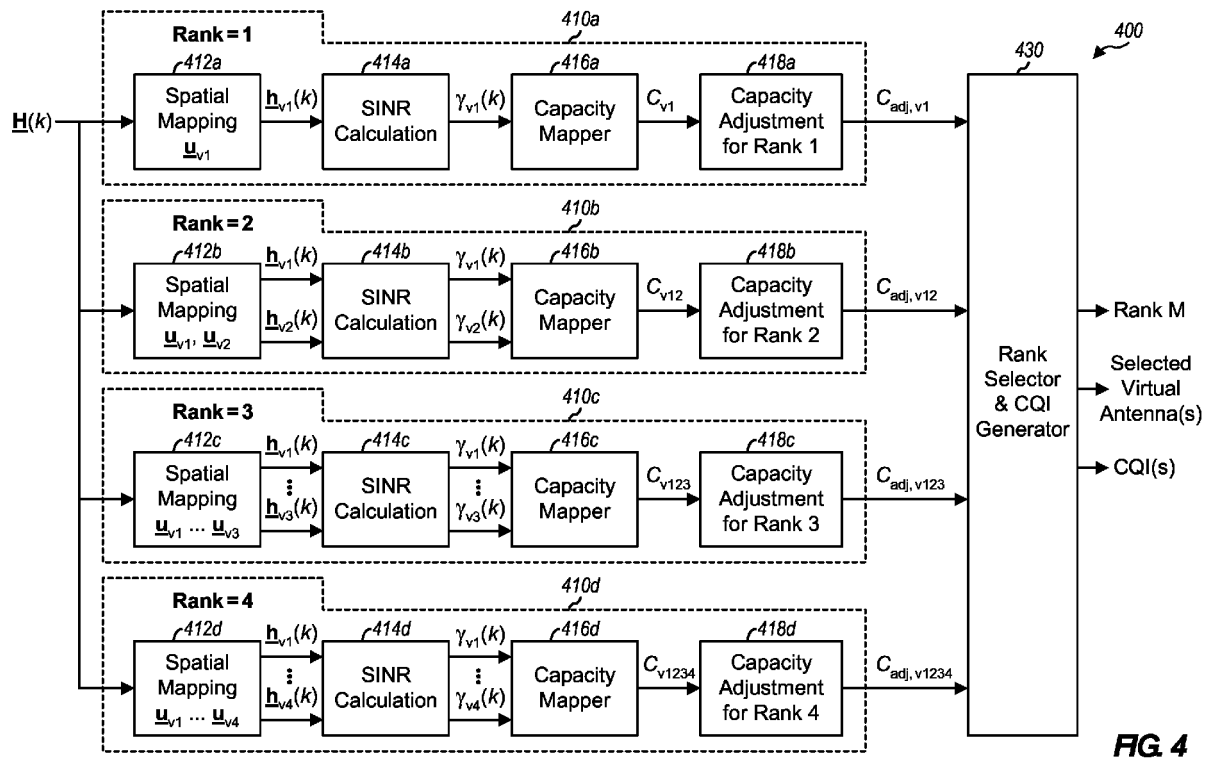 400
H(k)
Rank = 1
410a
412a
Spatial
Mapping
u_v1
h_v1(k)
414a
SINR
Calculation
γ_v1(k)
416a
Capacity
Mapper
C_v1
418a
Capacity
Adjustment
for Rank 1
C_adj, v1
Rank = 2
410b
412b
Spatial
Mapping
u_v1, u_v2
h_v1(k)
h_v2(k)
414b
SINR
Calculation
γ_v1(k)
γ_v2(k)
416b
Capacity
Mapper
C_v12
418b
Capacity
Adjustment
for Rank 2
C_adj, v12
Rank = 3
410c
412c
Spatial
Mapping
u_v1 ... u_v3
h_v1(k)
h_v3(k)
414c
SINR
Calculation
γ_v1(k)
γ_v3(k)
416c
Capacity
Mapper
C_v123
418c
Capacity
Adjustment
for Rank 3
C_adj, v123
Rank = 4
410d
412d
Spatial
Mapping
u_v1 ... u_v4
h_v1(k)
h_v4(k)
414d
SINR
Calculation
γ_v1(k)
γ_v4(k)
416d
Capacity
Mapper
C_v1234
418d
Capacity
Adjustment
for Rank 4
C_adj, v1234
430
Rank
Selector
& CQI
Generator
Rank M
Selected
Virtual
Antenna(s)
CQI(s)
FIG. 4